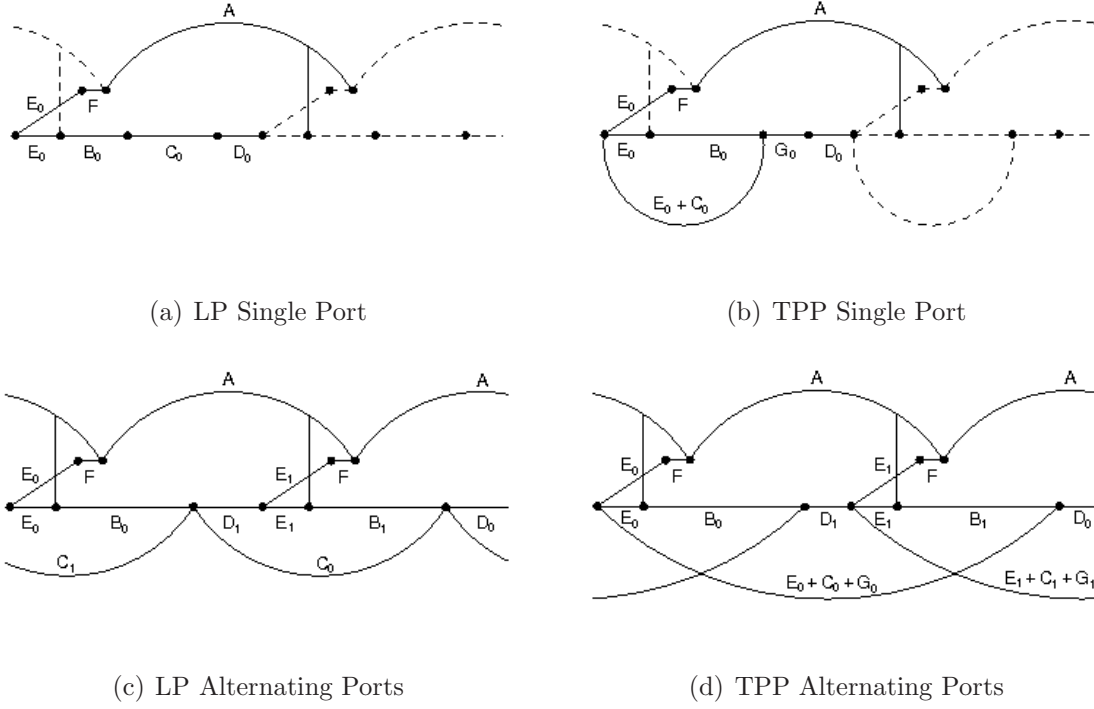 A
E₀
F
E₀ B₀ C₀ D₀
(a) LP Single Port
A
E₀
F
E₀ B₀ G₀ D₀
E₀ + C₀
(b) TPP Single Port
A A
E₀ E₁
F F
E₀ B₀ D₁ E₁ B₁ D₀
C₁ C₀
(c) LP Alternating Ports
A A
E₀ E₁
F F
E₀ B₀ D₁ E₁ B₁ D₀
E₀ + C₀ + G₀ E₁ + C₁ + G₁
(d) TPP Alternating Ports